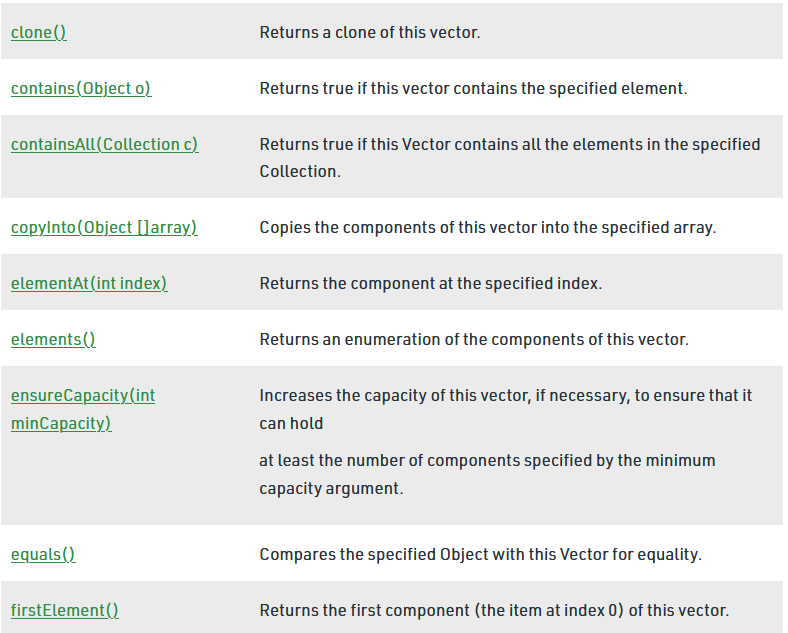 clone() Returns a clone of this vector.
contains(Object o) Returns true if this vector contains the specified element.
containsAll(Collection c) Returns true if this Vector contains all the elements in the specified
Collection.
copyInto(Object []array) Copies the components of this vector into the specified array.
elementAt(int index) Returns the component at the specified index.
elements() Returns an enumeration of the components of this vector.
ensureCapacity(int Increases the capacity of this vector, if necessary, to ensure that it
minCapacity) can hold
at least the number of components specified by the minimum
capacity argument.
equals() Compares the specified Object with this Vector for equality.
firstElement() Returns the first component (the item at index 0) of this vector.